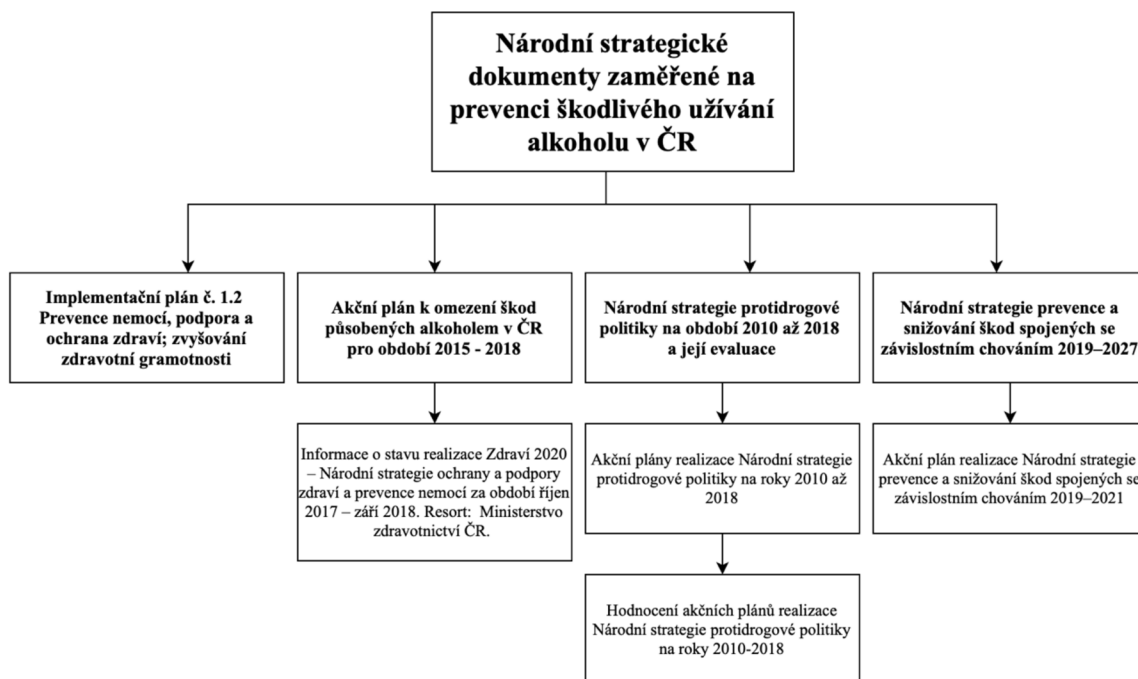 Národní strategické
dokumenty zaměřené na
prevenci škodlivého užívání
alkoholu v ČR
Implementační plán č. 1.2
Prevence nemocí, podpora a
ochrana zdraví; zvyšování
zdravotní gramotnosti
Akční plán k omezení škod
působených alkoholem v ČR
pro období 2015 - 2018
Národní strategie protidrogové
politiky na období 2010 až 2018
a její evaluace
Národní strategie prevence a
snižování škod spojených se
závislostním chováním 2019–2027
Informace o stavu realizace Zdraví 2020
– Národní strategie ochrany a podpory
zdraví a prevence nemocí za období říjen
2017 – září 2018. Resort: Ministerstvo
zdravotnictví ČR.
Akční plány realizace Národní strategie
protidrogové politiky na roky 2010 až
2018
Akční plán realizace Národní strategie
prevence a snižování škod spojených se
závislostním chováním 2019–2021
Hodnocení akčních plánů realizace
Národní strategie protidrogové politiky
na roky 2010-2018